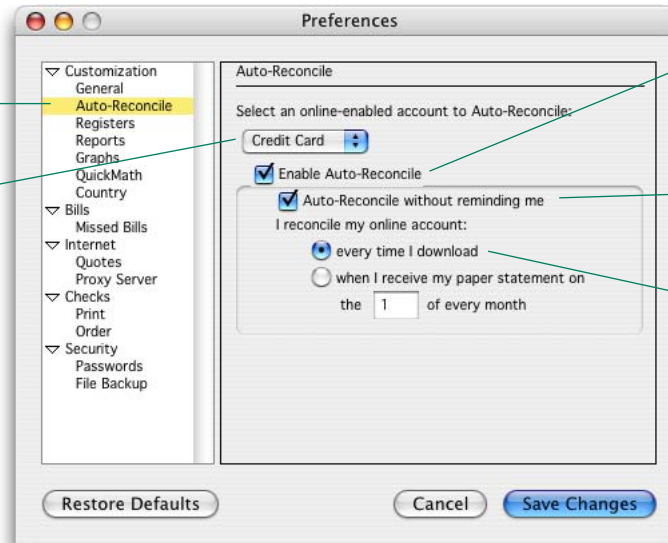 Preferences
Customization
General
Auto-Reconcile
Registers
Reports
Graphs
QuickMath
Country
Bills
Missed Bills
Internet
Quotes
Proxy Server
Checks
Print
Order
Security
Passwords
File Backup
Auto-Reconcile
Select an online-enabled account to Auto-Reconcile:
Credit Card
Enable Auto-Reconcile
Auto-Reconcile without reminding me
I reconcile my online account:
every time I download
when I receive my paper statement on
the 1 of every month
Restore Defaults
Cancel
Save Changes